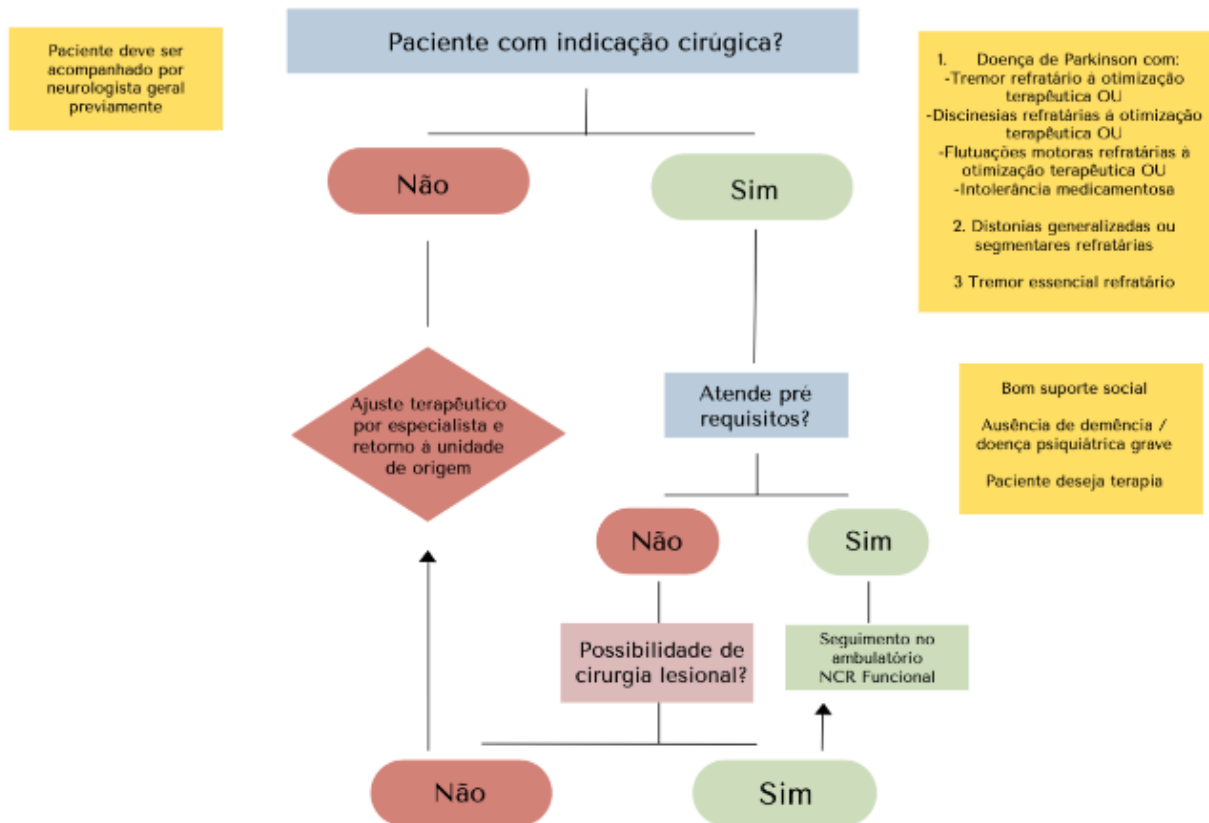 Paciente deve ser
acompanhado por
neurologista geral
previamente
Paciente com indicação cirúgica?
1. Doença de Parkinson com:
-Tremor refratário à otimização
terapêutica OU
-Discinesias refratárias à otimização
terapêutica OU
-Flutuações motoras refratárias à
otimização terapêutica OU
-Intolerância medicamentosa
2. Distonias generalizadas ou
segmentares refratárias
3 Tremor essencial refratário
Não
Sim
Ajuste terapêutico
por especialista e
retorno à unidade
de origem
Atende pré
requisitos?
Bom suporte social
Ausência de demência /
doença psiquiátrica grave
Paciente deseja terapia
Não
Sim
Possibilidade de
cirurgia lesional?
Seguimento no
ambulatório
NCR Funcional
Não
Sim